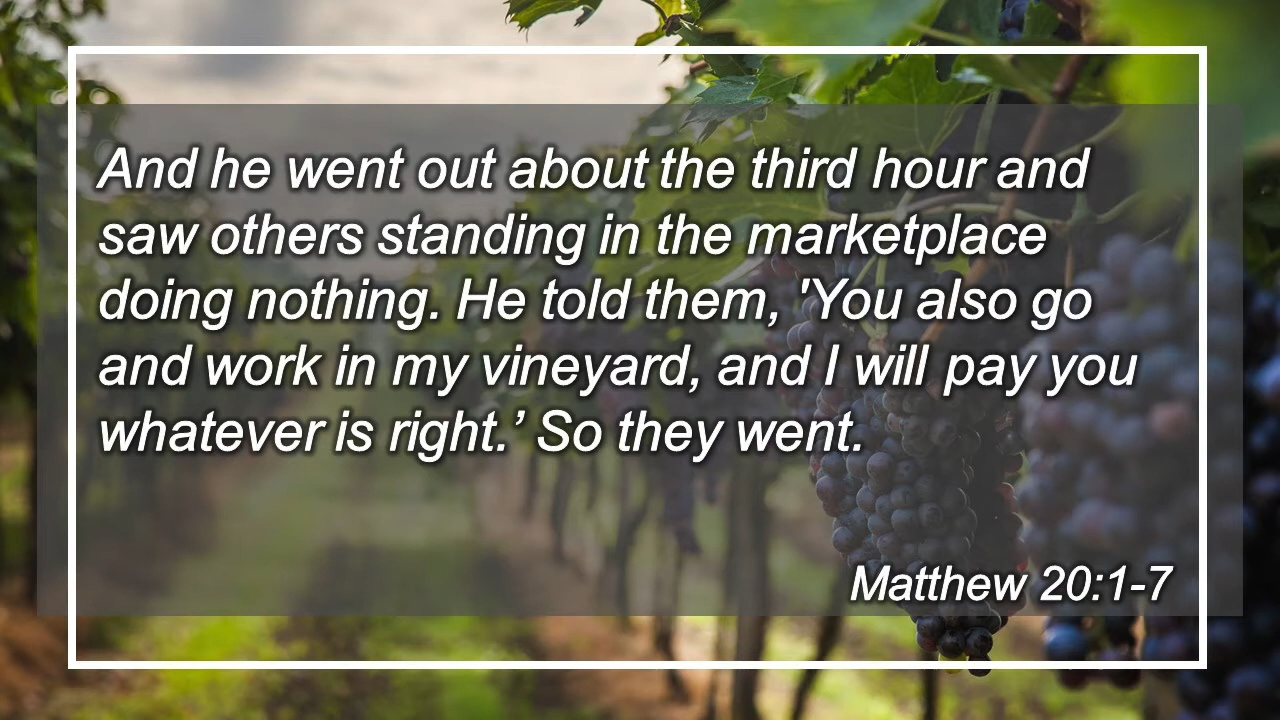 And he went out about the third hour and
saw others standing in the marketplace
doing nothing. He told them, 'You also go
and work in my vineyard, and I will pay you
whatever is right.’ So they went.
Matthew 20:1-7